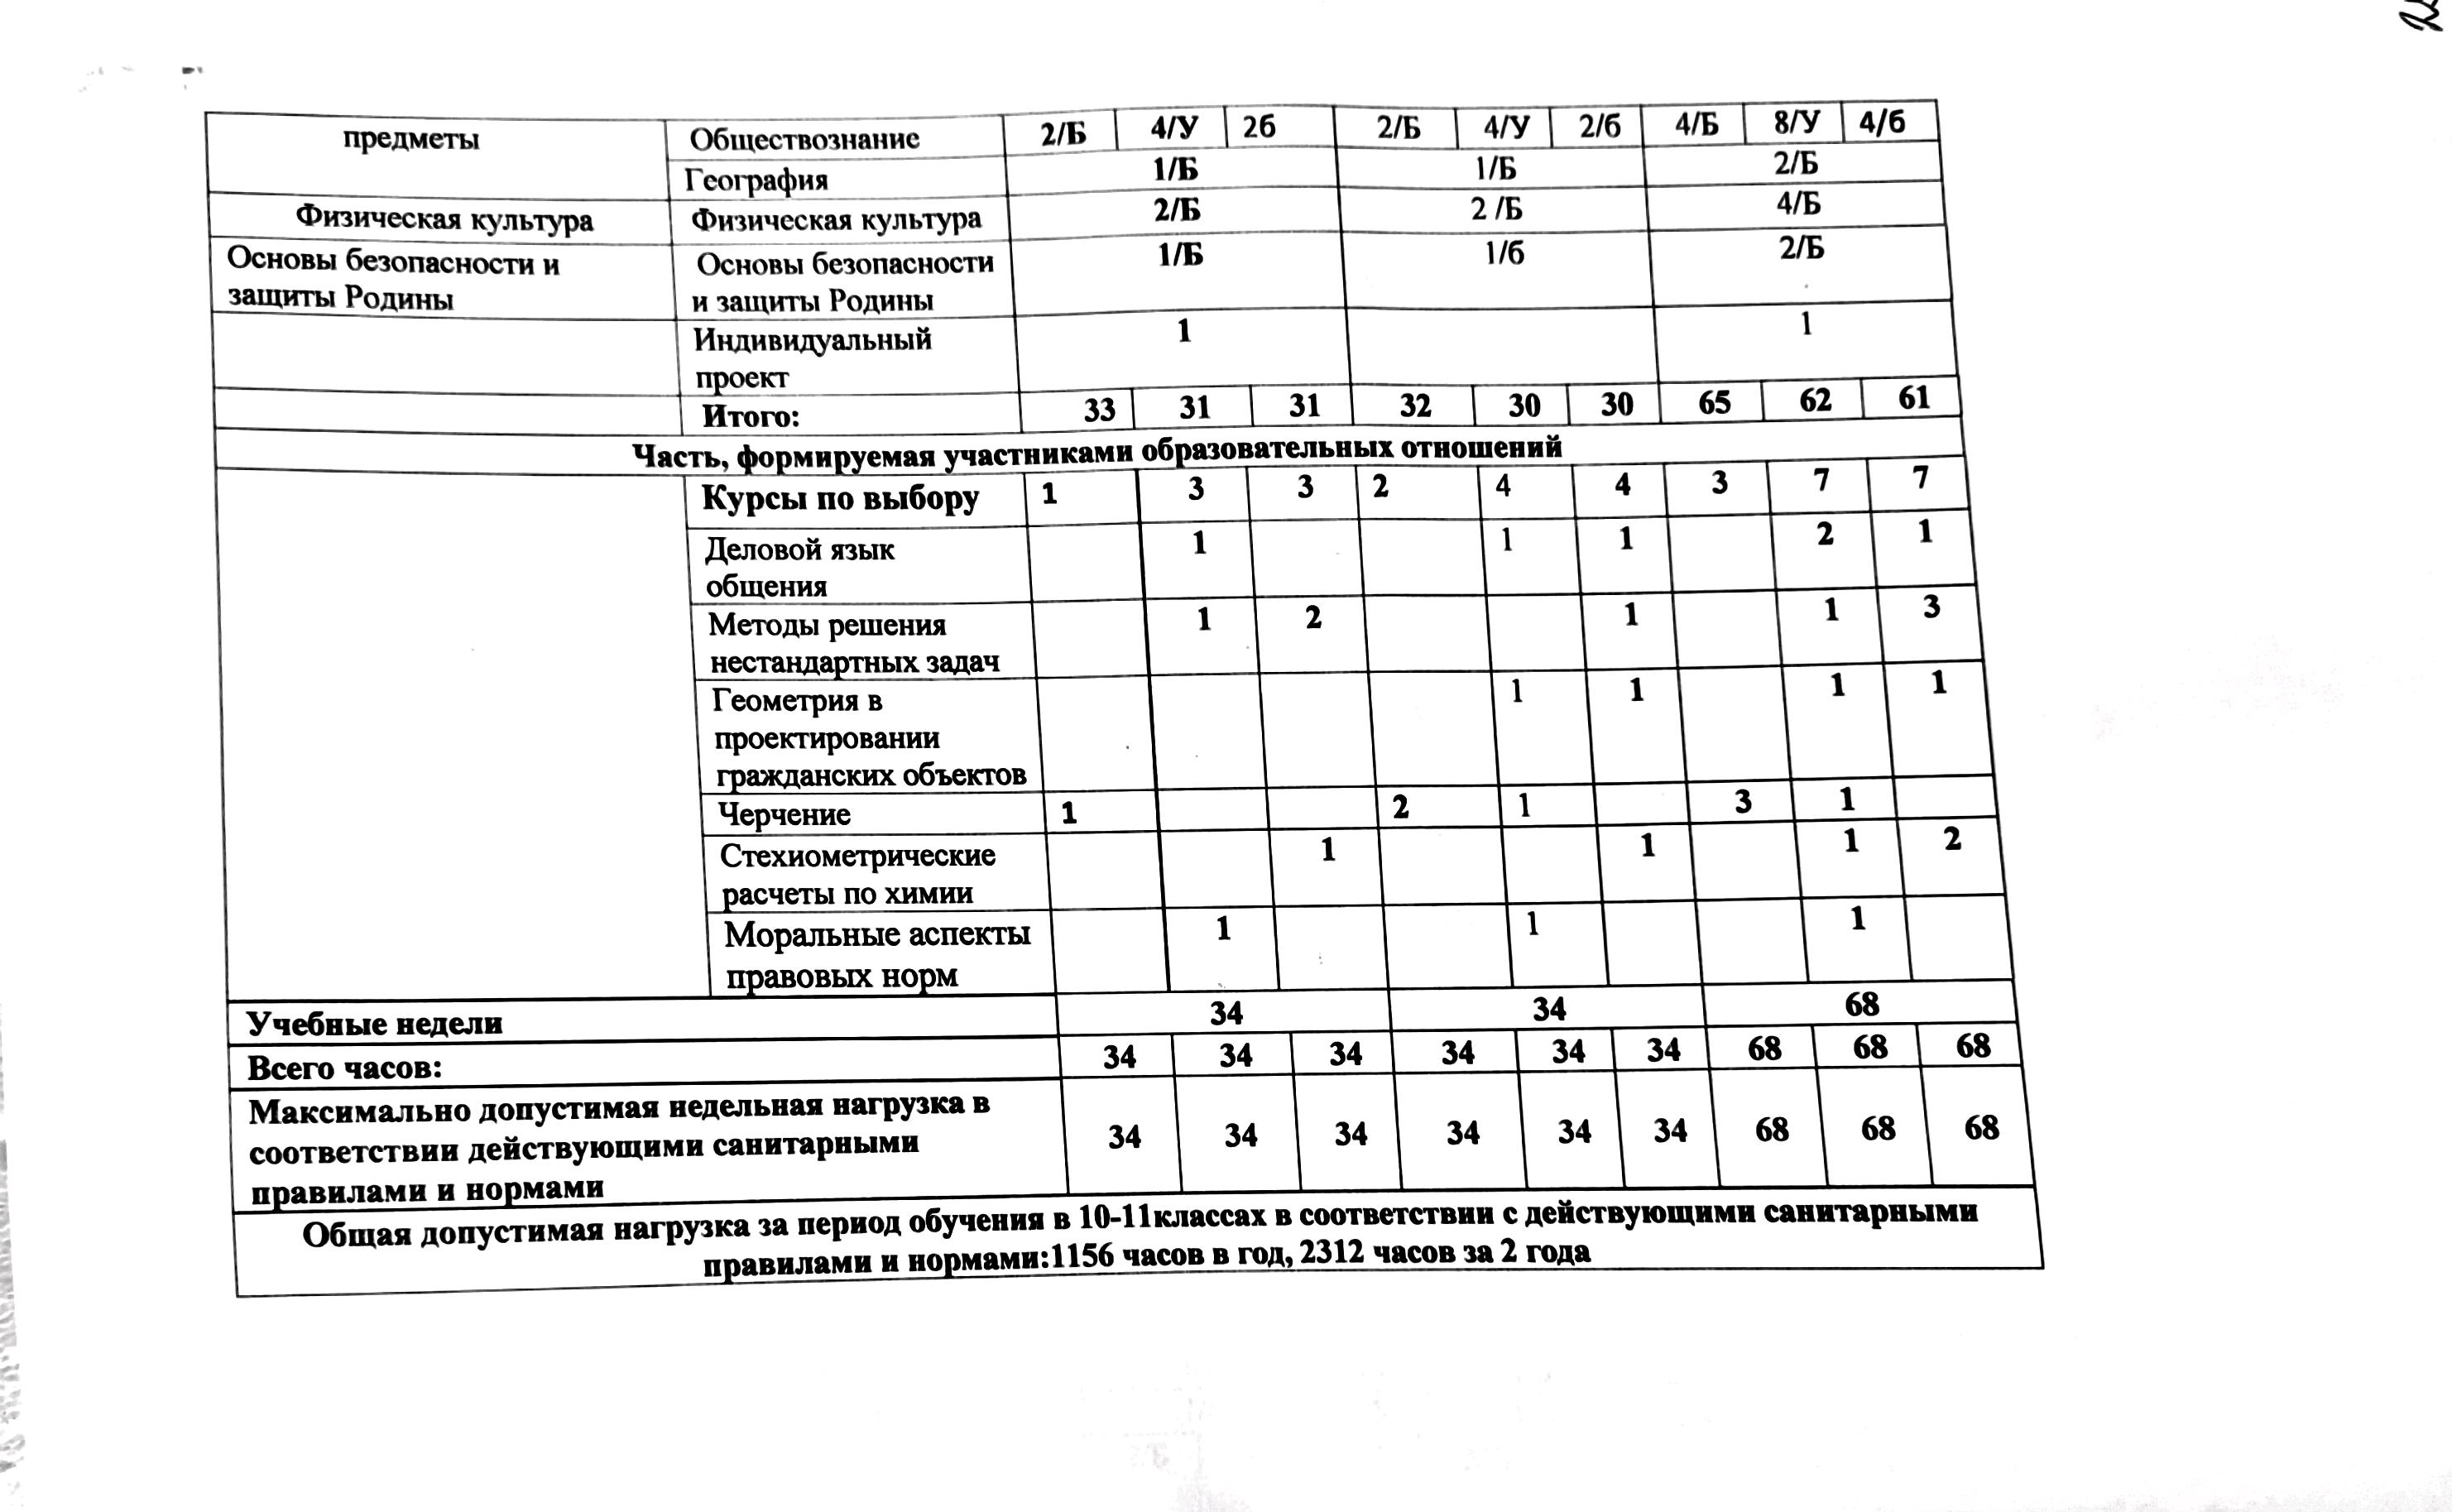 предметы Обществознание 2/Б 4/У 2б 2/Б 4/У 2/б 4/Б 8/У 4/б
География 1/Б 1/Б 2/Б
Физическая культура Физическая культура 2/Б 2 /Б 4/Б
Основы безопасности и Основы безопасности 1/Б 1/б 2/Б
защиты Родины и защиты Родины
Индивидуальный 1 1
проект
Итого: 33 31 31 32 30 30 65 62 61
Часть, формируемая участниками образовательных отношений
Курсы по выбору 1 3 3 2 4 4 3 7 7
Деловой язык 1 1 1 2 1
общения
Методы решения 1 2 1 1 3
нестандартных задач
Геометрия в 1 1 1 1
проектировании
гражданских объектов
Черчение 1 2 1 3 1
Стехиометрические 1 1 1 2
расчеты по химии
Моральные аспекты 1 1 1
правовых норм
Учебные недели 34 34 68
Всего часов: 34 34 34 34 34 34 68 68 68
Максимально допустимая недельная нагрузка в
соответствии действующими санитарными 34 34 34 34 34 34 68 68 68
правилами и нормами
Общая допустимая нагрузка за период обучения в 10-11классах в соответствии с действующими санитарными
правилами и нормами:1156 часов в год, 2312 часов за 2 года